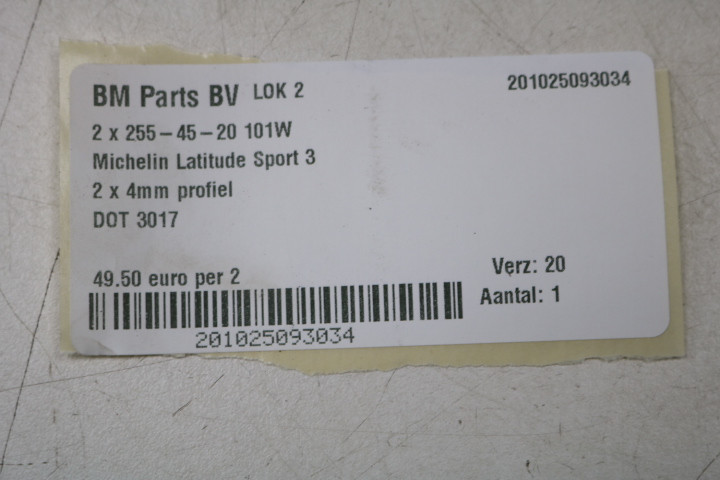 BM Parts BV LOK 2
201025093034
2 x 255-45-20 101W
Michelin Latitude Sport 3
2 x 4mm profiel
DOT 3017
49.50 euro per 2
Verz: 20
Aantal: 1
201025093034